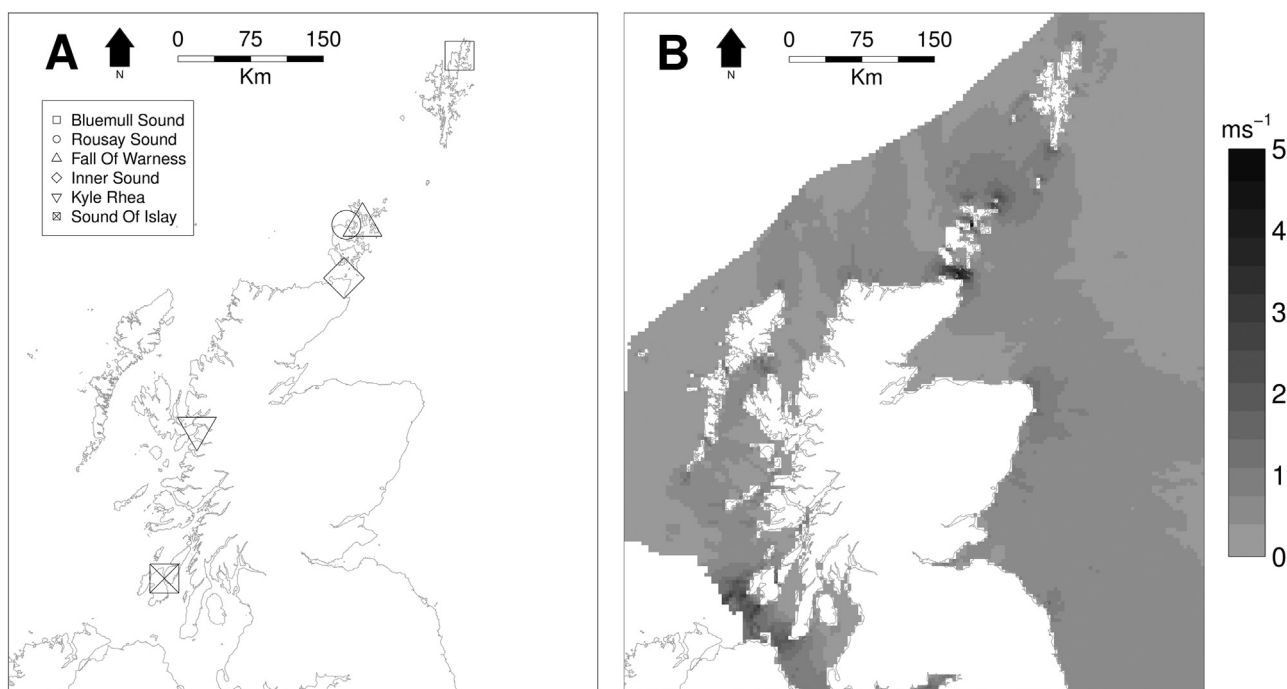 A
N
0 75 150
Km
Bluemull Sound
Rousay Sound
Fall Of Warness
Inner Sound
Kyle Rhea
Sound Of Islay
B
N
0 75 150
Km
ms⁻¹
5
4
3
2
1
0